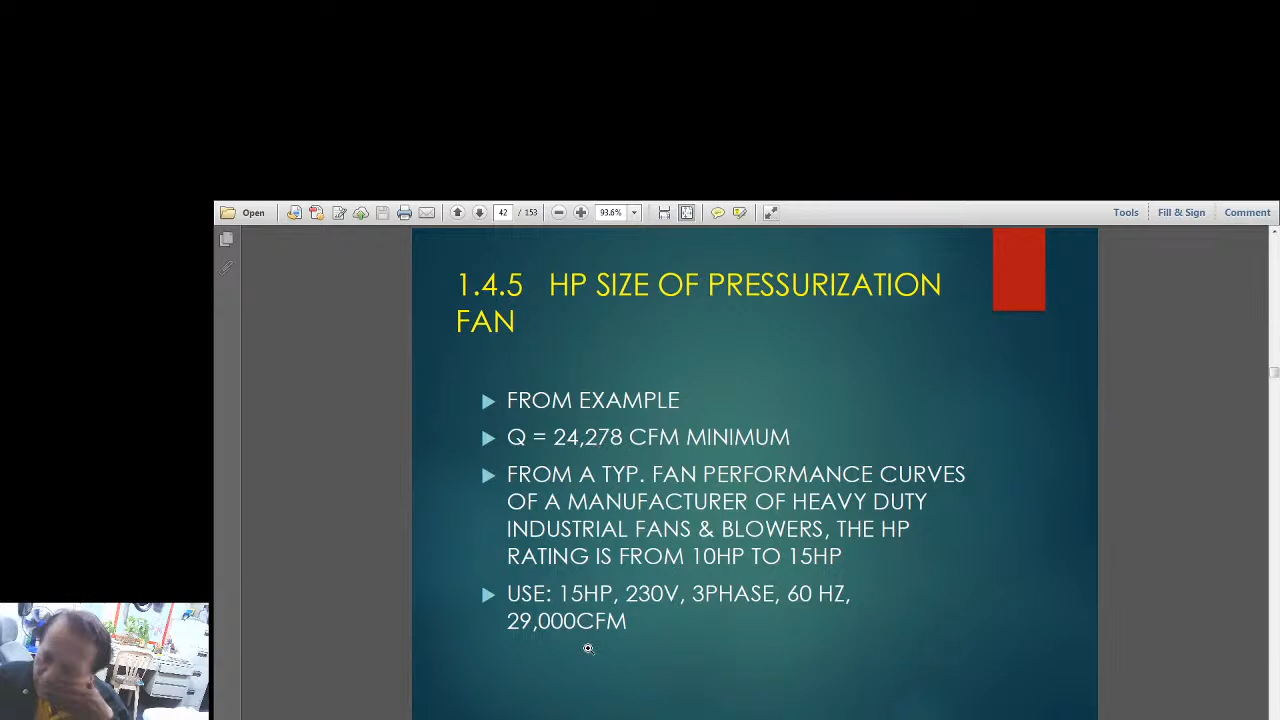 Open
42
/ 153
93.6%
Tools
Fill & Sign
Comment
1.4.5 HP SIZE OF PRESSURIZATION
FAN
FROM EXAMPLE
Q = 24,278 CFM MINIMUM
FROM A TYP. FAN PERFORMANCE CURVES
OF A MANUFACTURER OF HEAVY DUTY
INDUSTRIAL FANS & BLOWERS, THE HP
RATING IS FROM 10HP TO 15HP
USE: 15HP, 230V, 3PHASE, 60 HZ,
29,000CFM